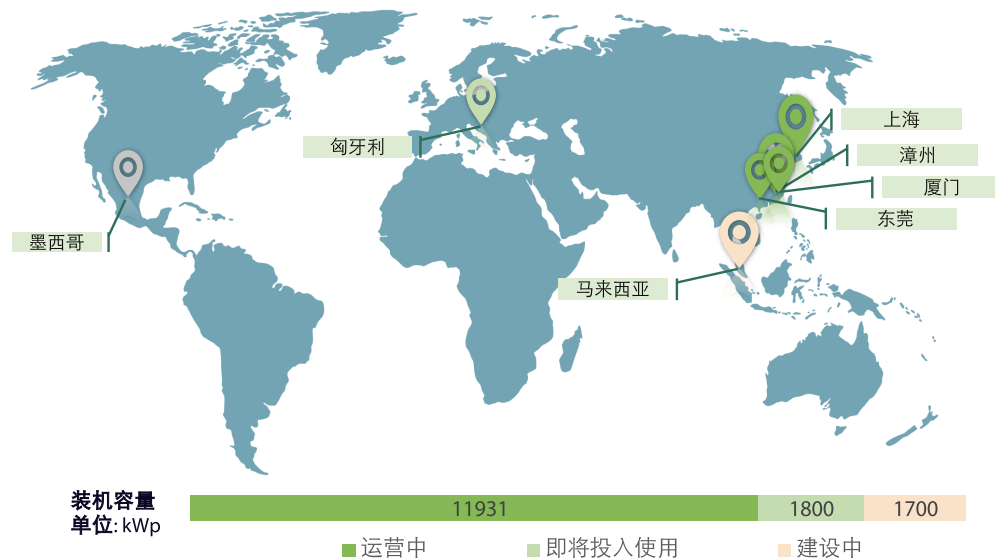 上海
漳州
匈牙利
厦门
东莞
墨西哥
马来西亚
装机容量
单位: kWp
11931
1800
1700
运营中
即将投入使用
建设中